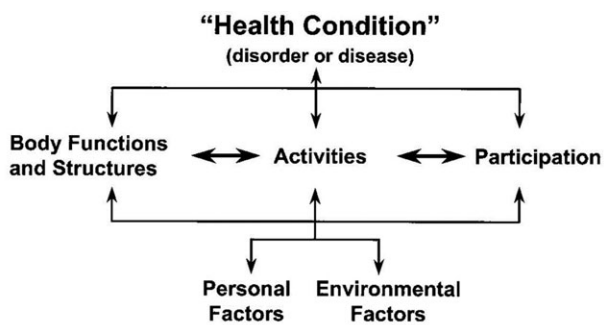 “Health Condition”
(disorder or disease)
Body Functions
and Structures
Activities
Participation
Personal
Factors
Environmental
Factors